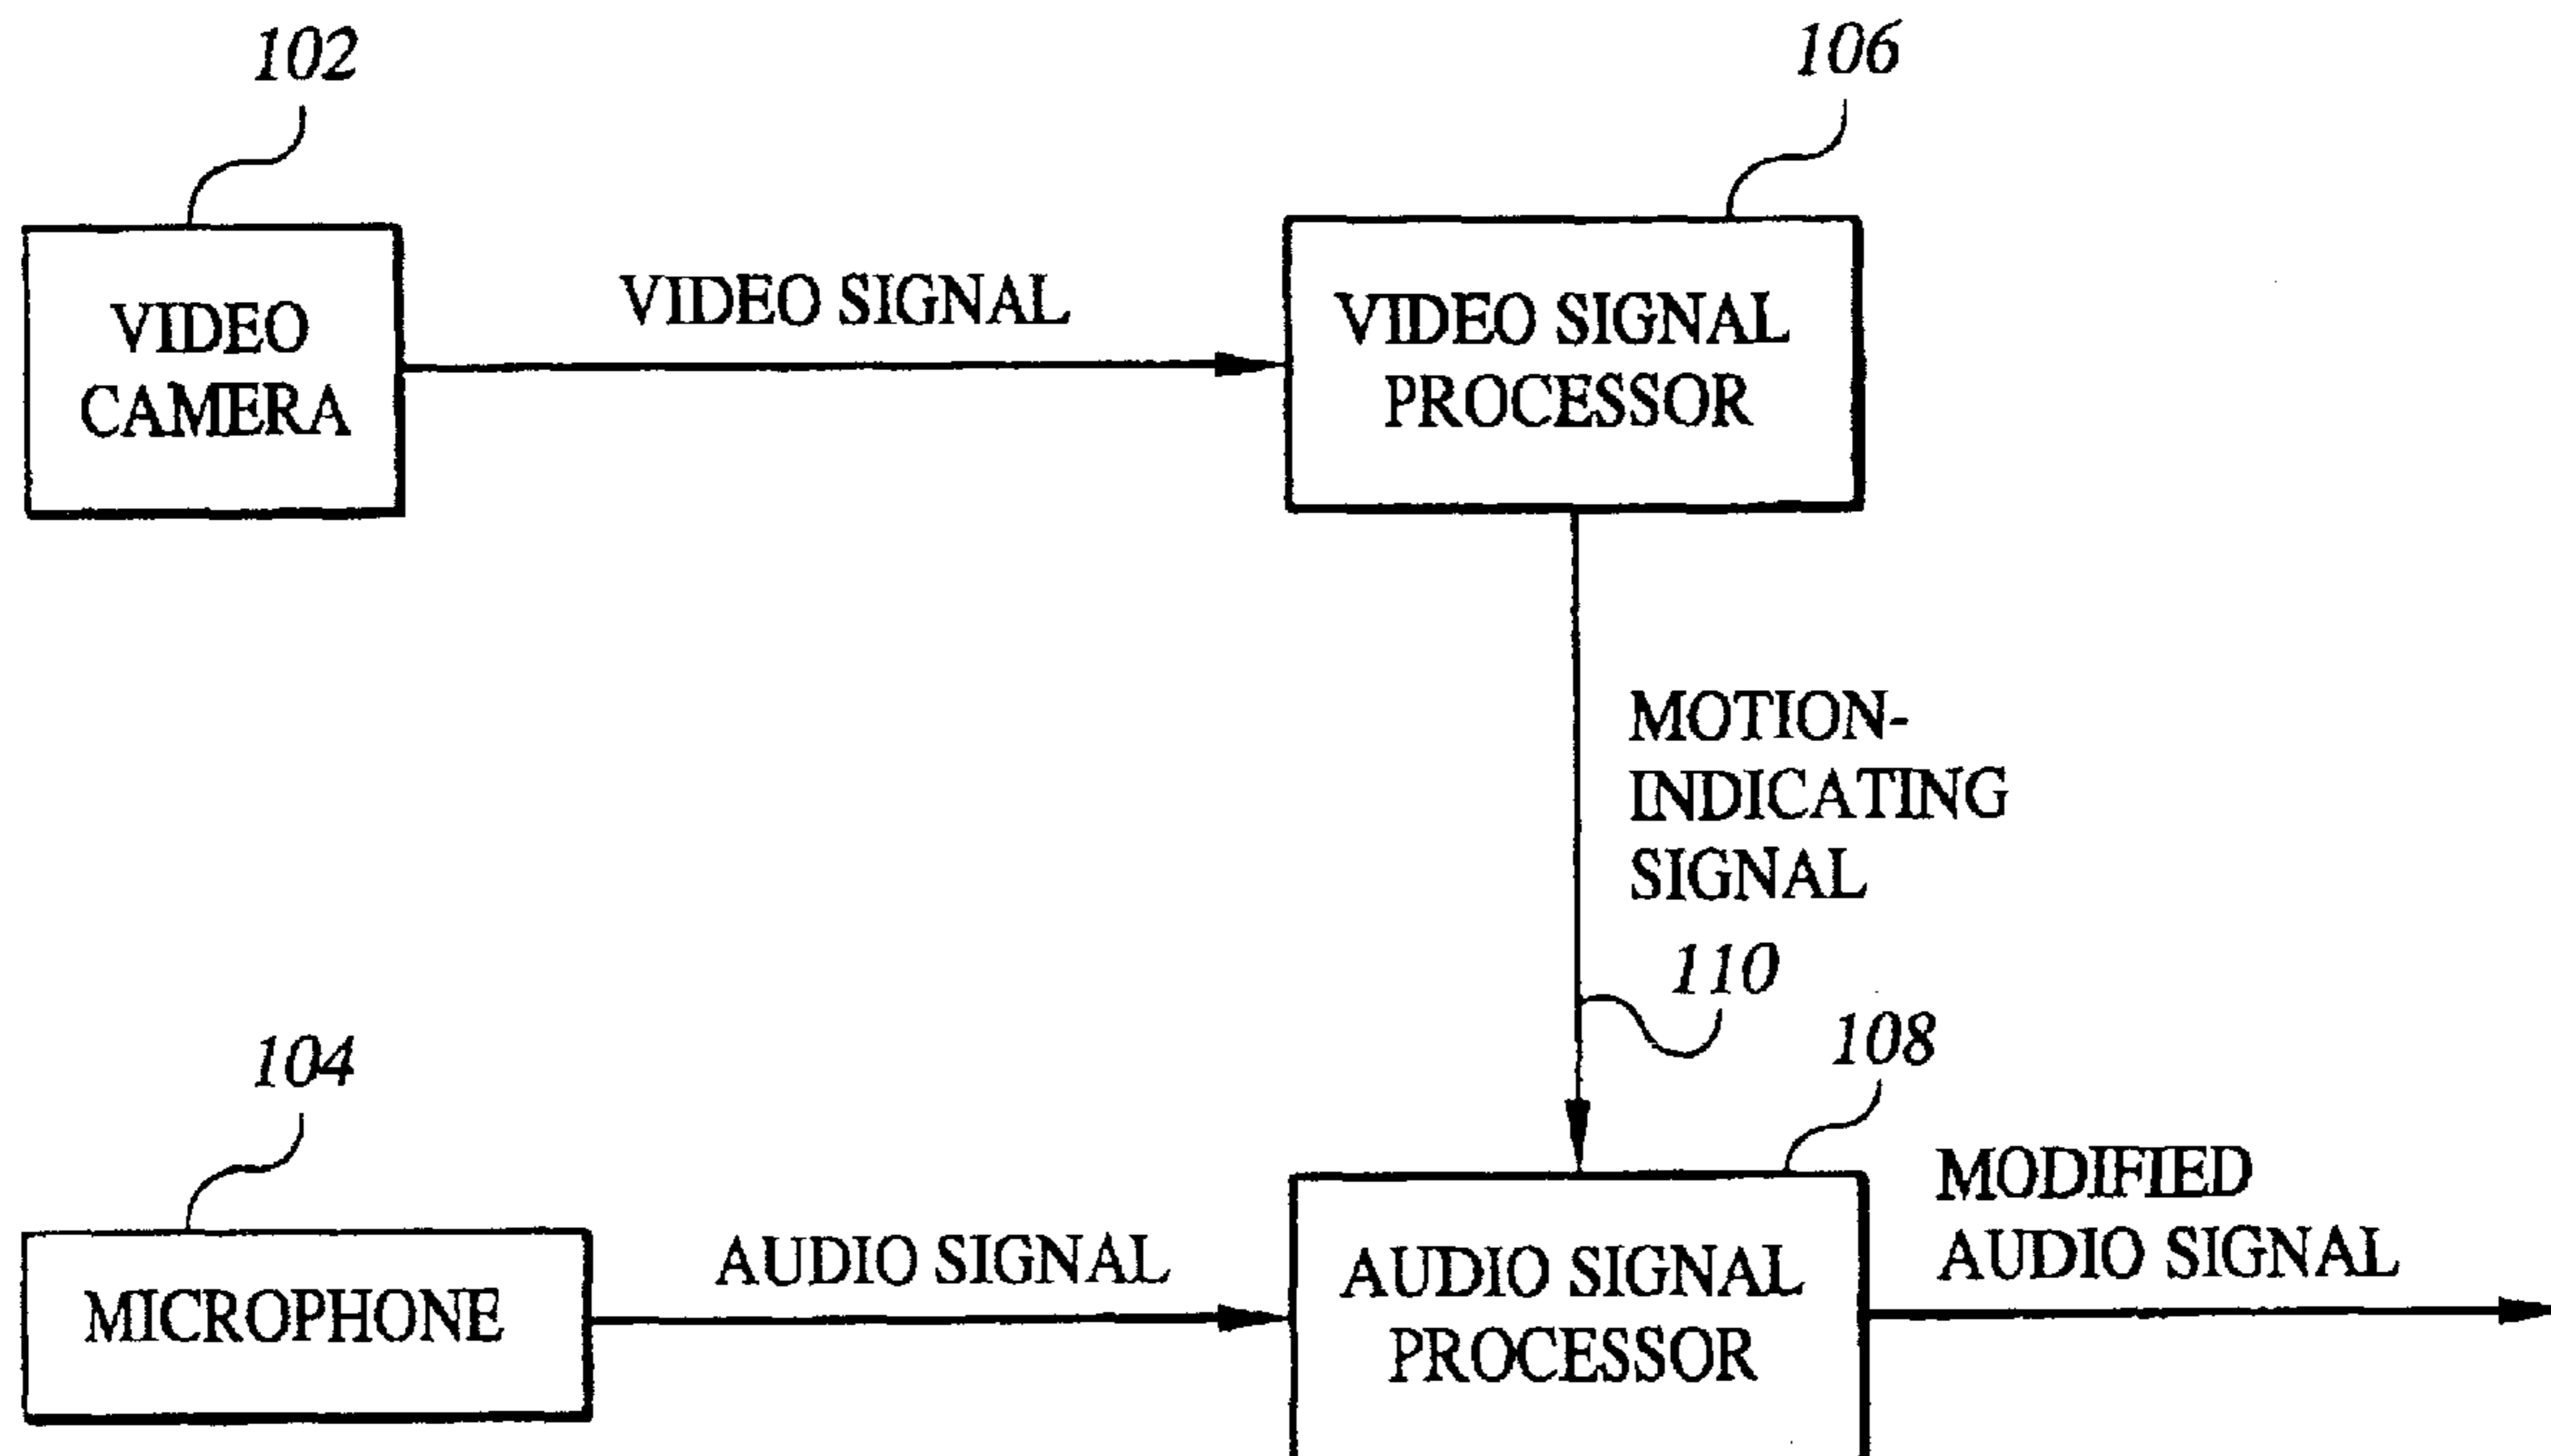 102
106
VIDEO
CAMERA
VIDEO SIGNAL
VIDEO SIGNAL
PROCESSOR
MOTION-
INDICATING
SIGNAL
110
104
108
MICROPHONE
AUDIO SIGNAL
AUDIO SIGNAL
PROCESSOR
MODIFIED
AUDIO SIGNAL